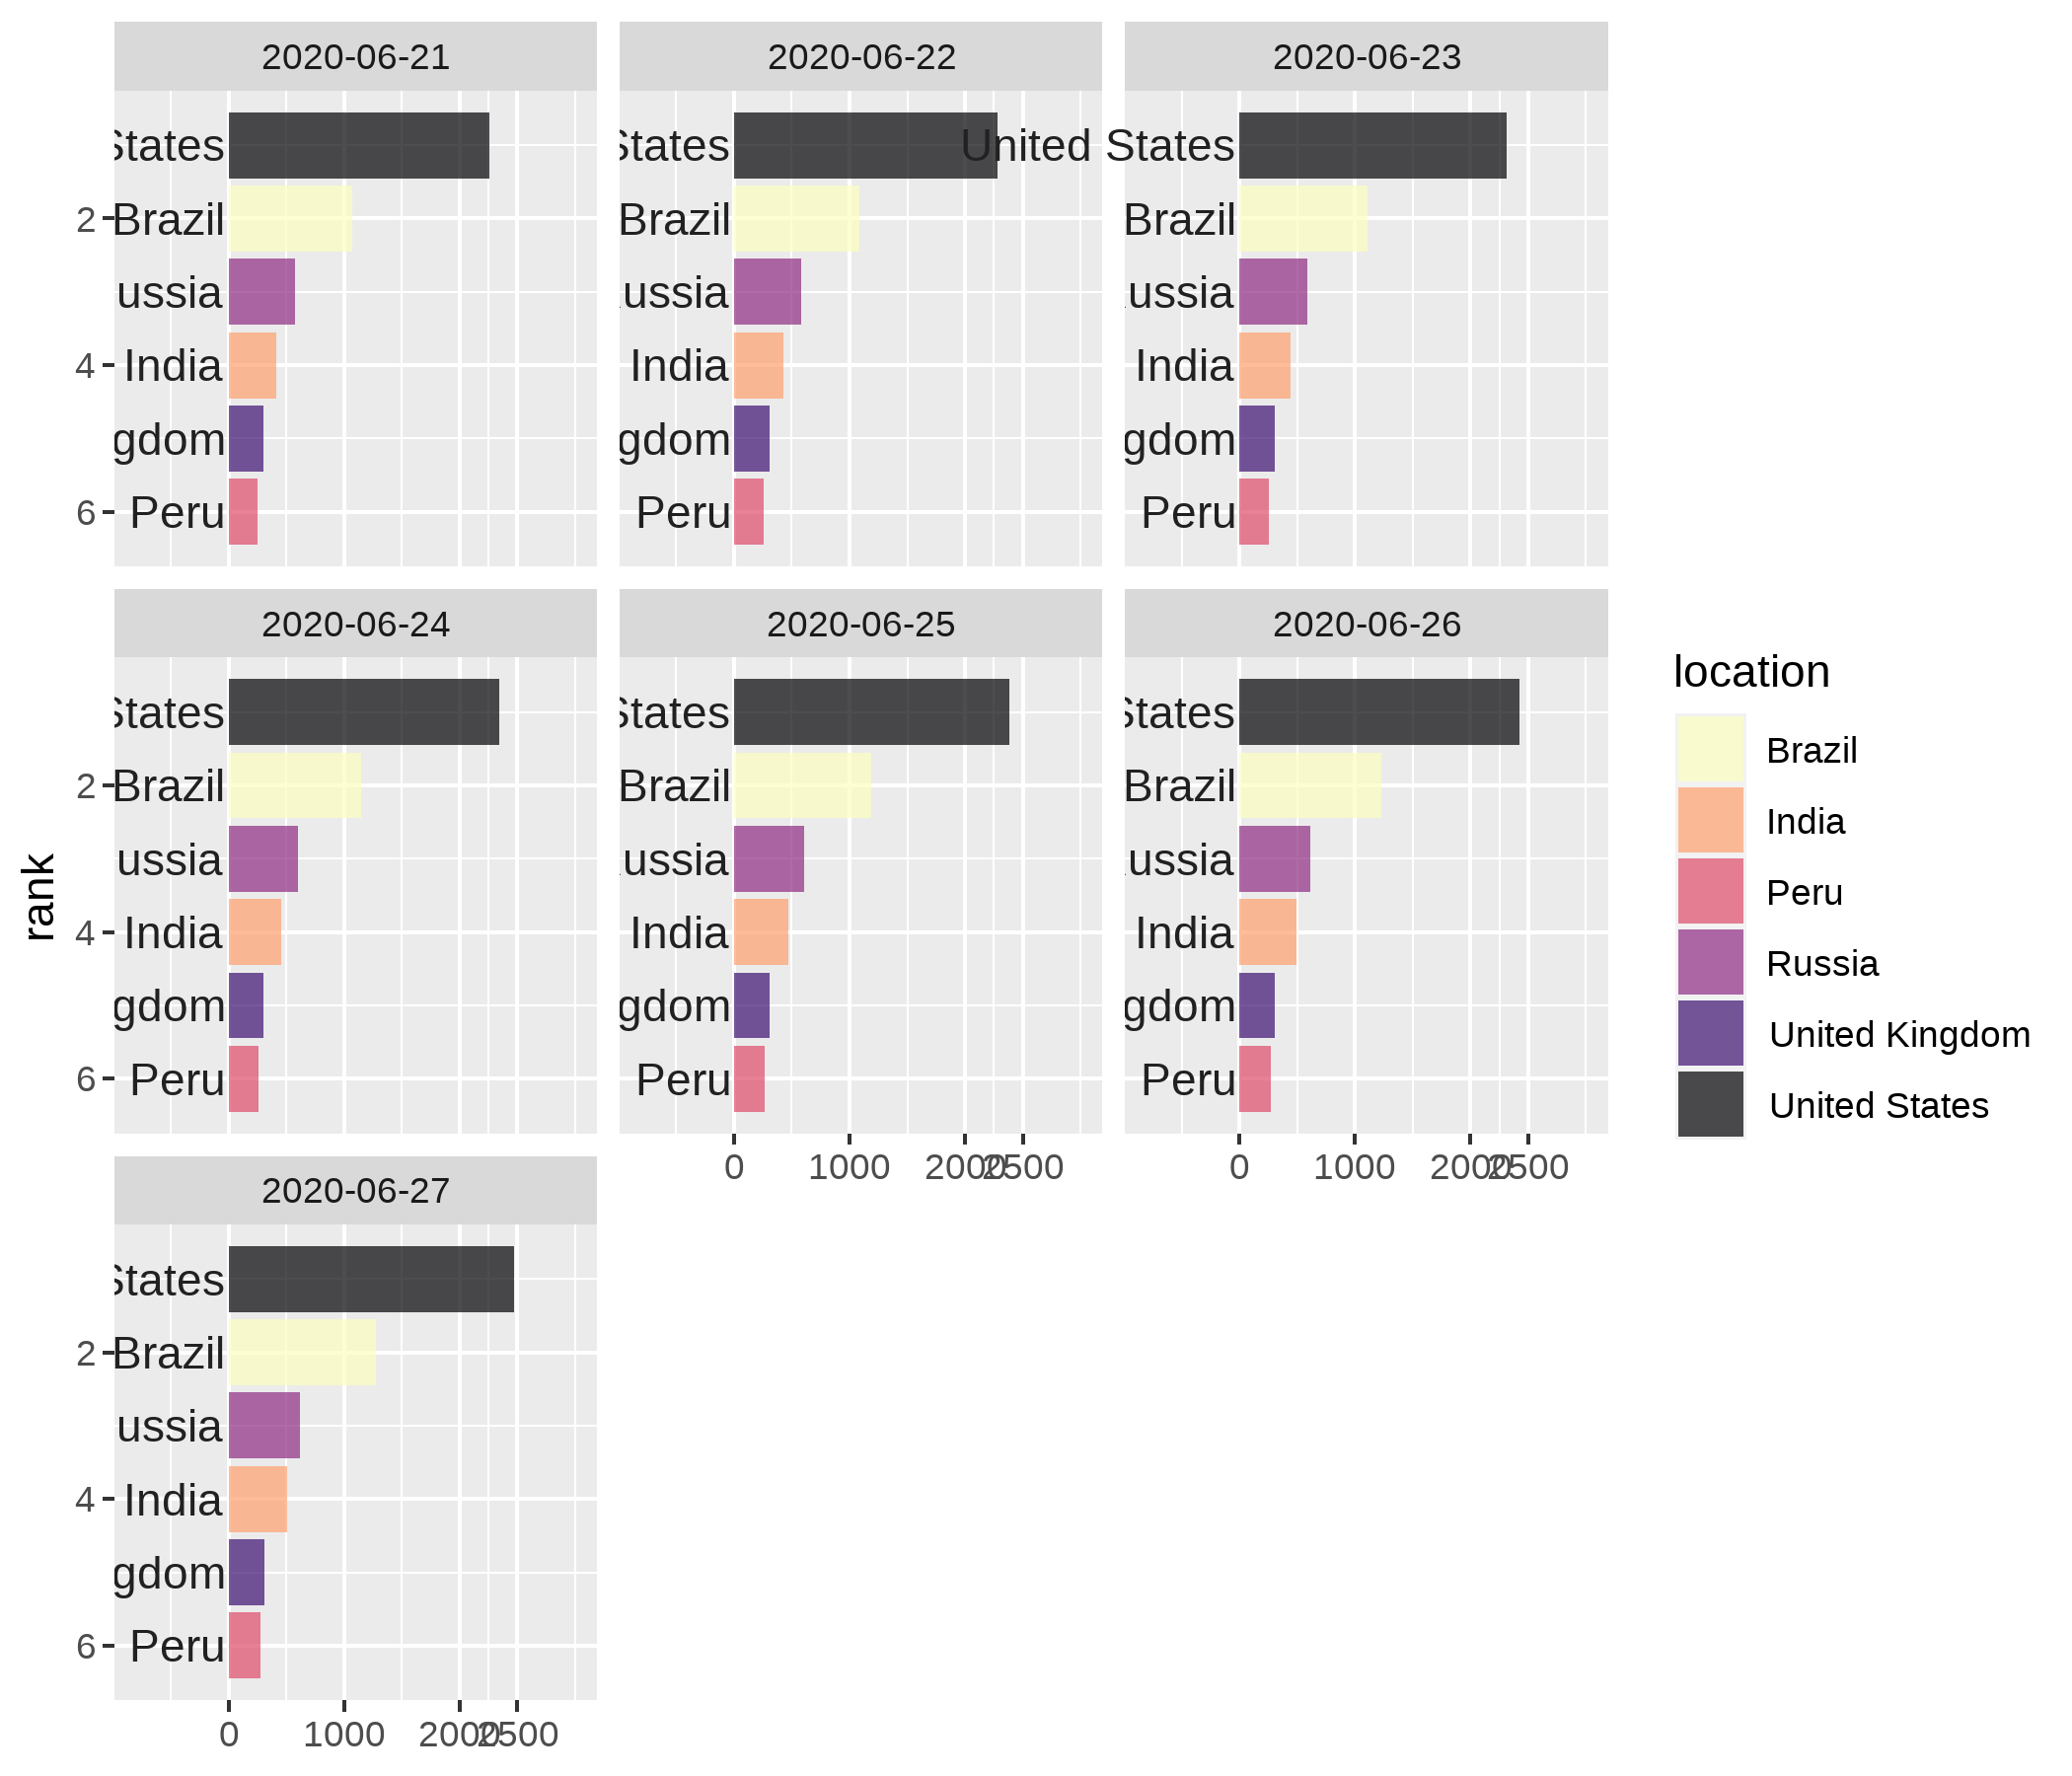 2020-06-21 2020-06-22 2020-06-23
States States United States
2 Brazil Brazil Brazil
ussia ussia ussia
4 India India India
gdom gdom gdom
6 Peru Peru Peru
2020-06-24 2020-06-25 2020-06-26
States States States
2 Brazil Brazil Brazil
ussia ussia ussia
4 India India India
gdom gdom gdom
6 Peru Peru Peru
0 1000 2000 2500 0 1000 2000 2500
2020-06-27
States
2 Brazil
ussia
4 India
gdom
6 Peru
0 1000 2000 2500
rank
location
Brazil
India
Peru
Russia
United Kingdom
United States